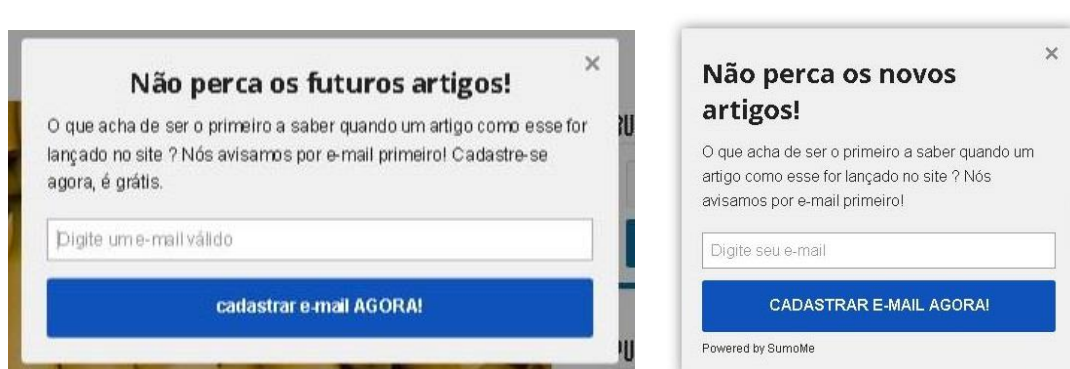 ×
Não perca os futuros artigos!
O que acha de ser o primeiro a saber quando um artigo como esse for
lançado no site ? Nós avisamos por e-mail primeiro! Cadastre-se
agora, é grátis.
Digite um e-mail válido
cadastrar e-mail AGORA!
×
Não perca os novos
artigos!
O que acha de ser o primeiro a saber quando um
artigo como esse for lançado no site ? Nós
avisamos por e-mail primeiro!
Digite seu e-mail
CADASTRAR E-MAIL AGORA!
Powered by SumoMe